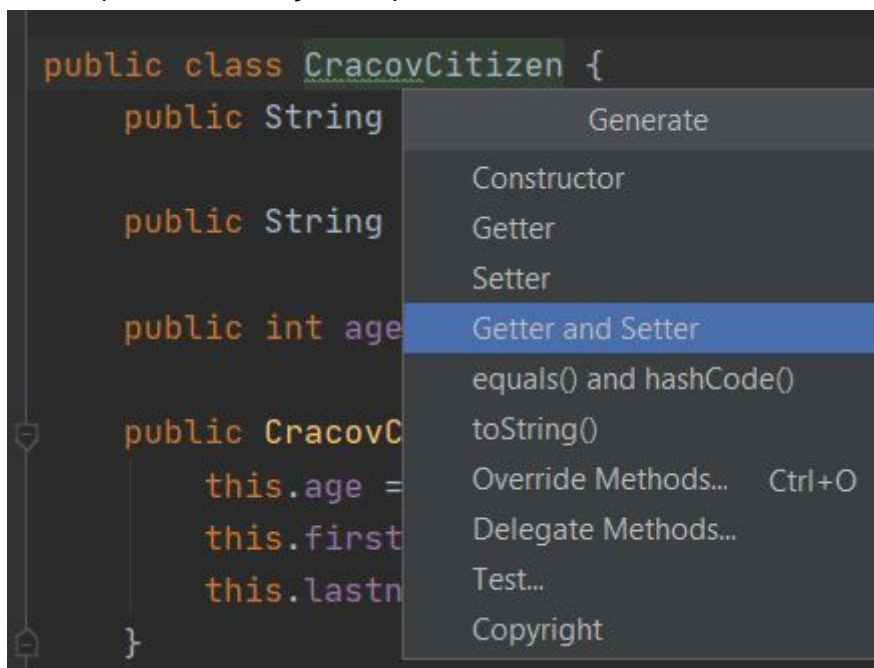 public class CracovCitizen {
public String
public String
public int age
public CracovC
this.age =
this.first
this.lastn
}
Generate
Constructor
Getter
Setter
Getter and Setter
equals() and hashCode()
toString()
Override Methods... Ctrl+O
Delegate Methods...
Test...
Copyright